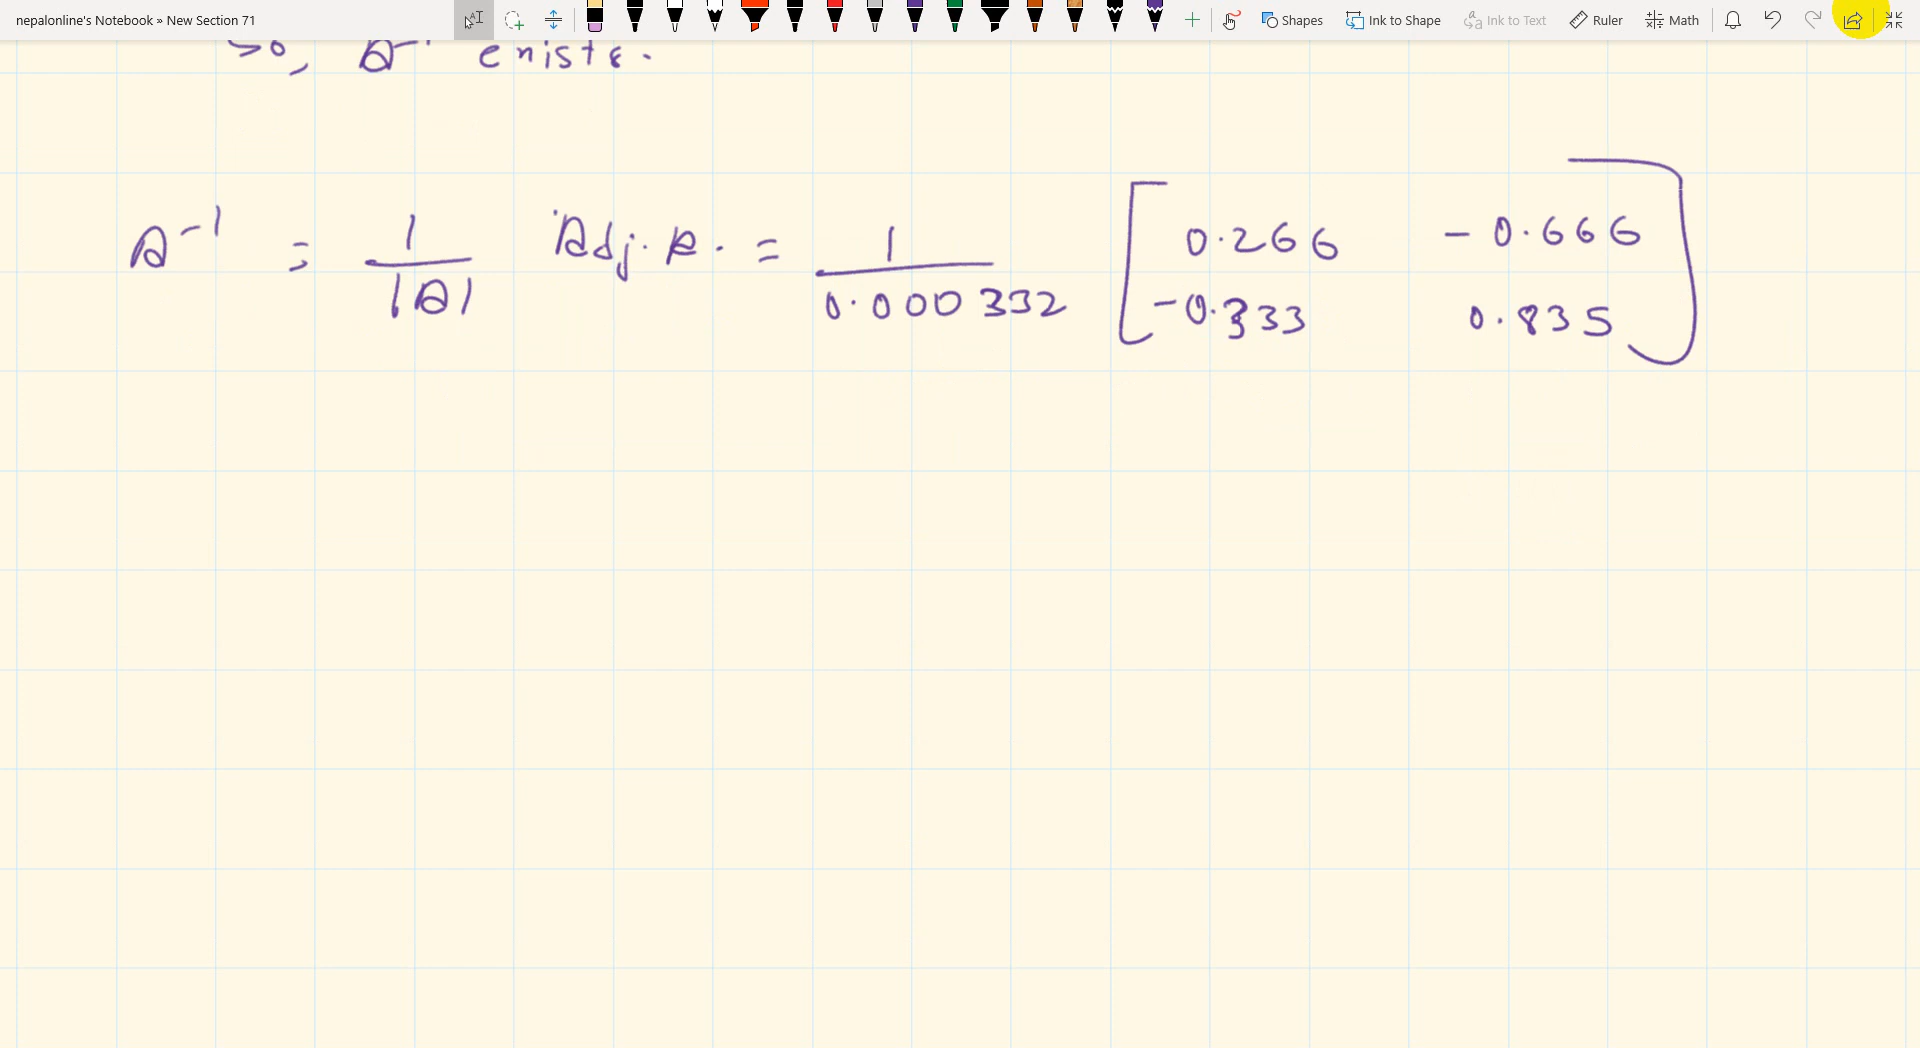 nepalonline's Notebook » New Section 71 Shapes Ink to Shape Ink to Text Ruler Math
So, A⁻¹ exists.
A⁻¹ = 1/|A| Adj. A. = 1/0.000332 [0.266 -0.666
-0.333 0.835]